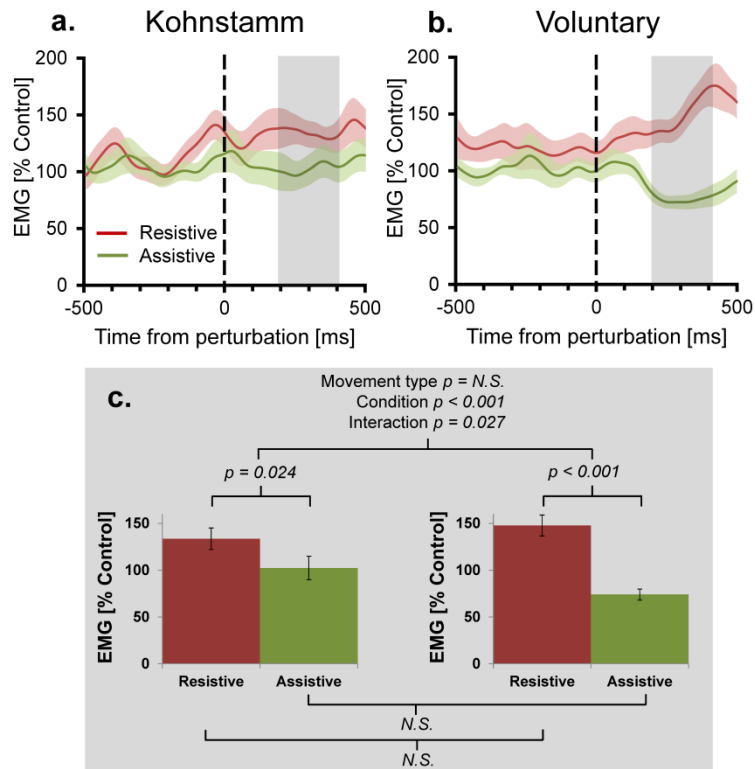 a.
Kohnstamm
EMG [% Control]
200
150
100
50
0
Resistive
Assistive
-500
0
500
Time from perturbation [ms]
b.
Voluntary
EMG [% Control]
200
150
100
50
0
-500
0
500
Time from perturbation [ms]
c.
Movement type p = N.S.
Condition p < 0.001
Interaction p = 0.027
p = 0.024
p < 0.001
EMG [% Control]
150
100
50
0
Resistive
Assistive
EMG [% Control]
150
100
50
0
Resistive
Assistive
N.S.
N.S.